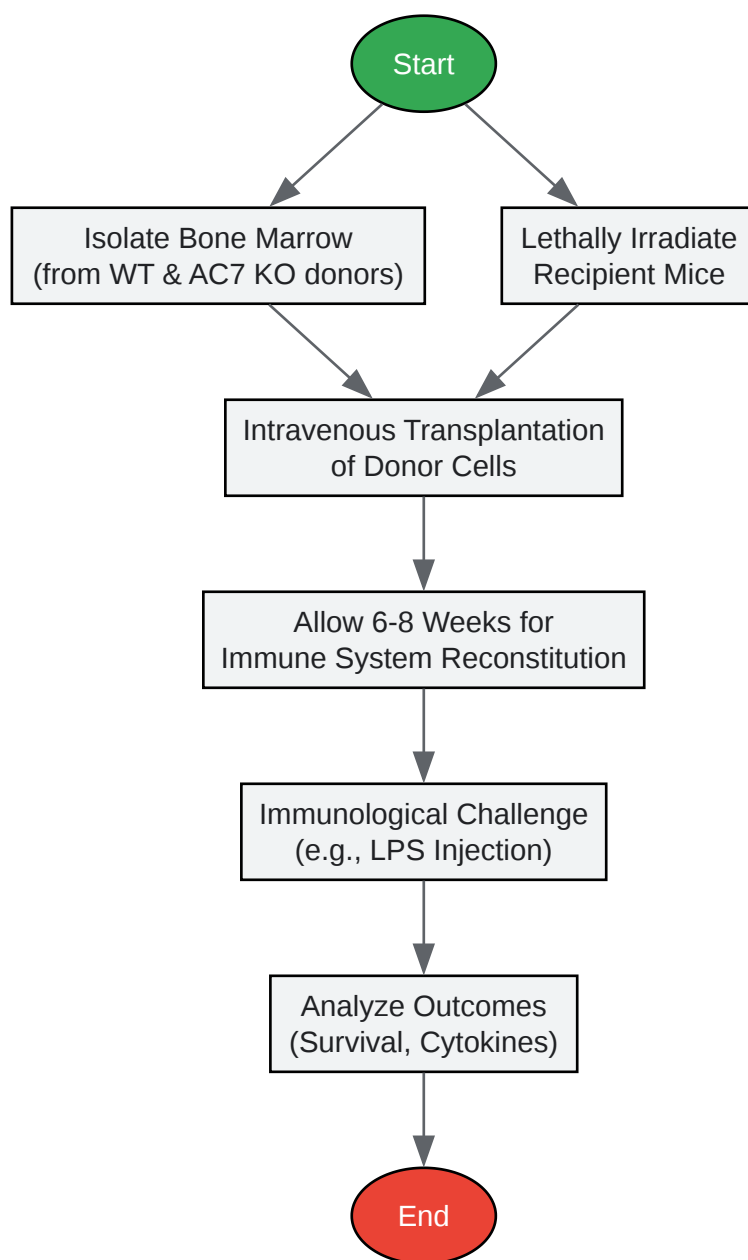 Start
Isolate Bone Marrow
(from WT & AC7 KO donors)
Lethally Irradiate
Recipient Mice
Intravenous Transplantation
of Donor Cells
Allow 6-8 Weeks for
Immune System Reconstitution
Immunological Challenge
(e.g., LPS Injection)
Analyze Outcomes
(Survival, Cytokines)
End